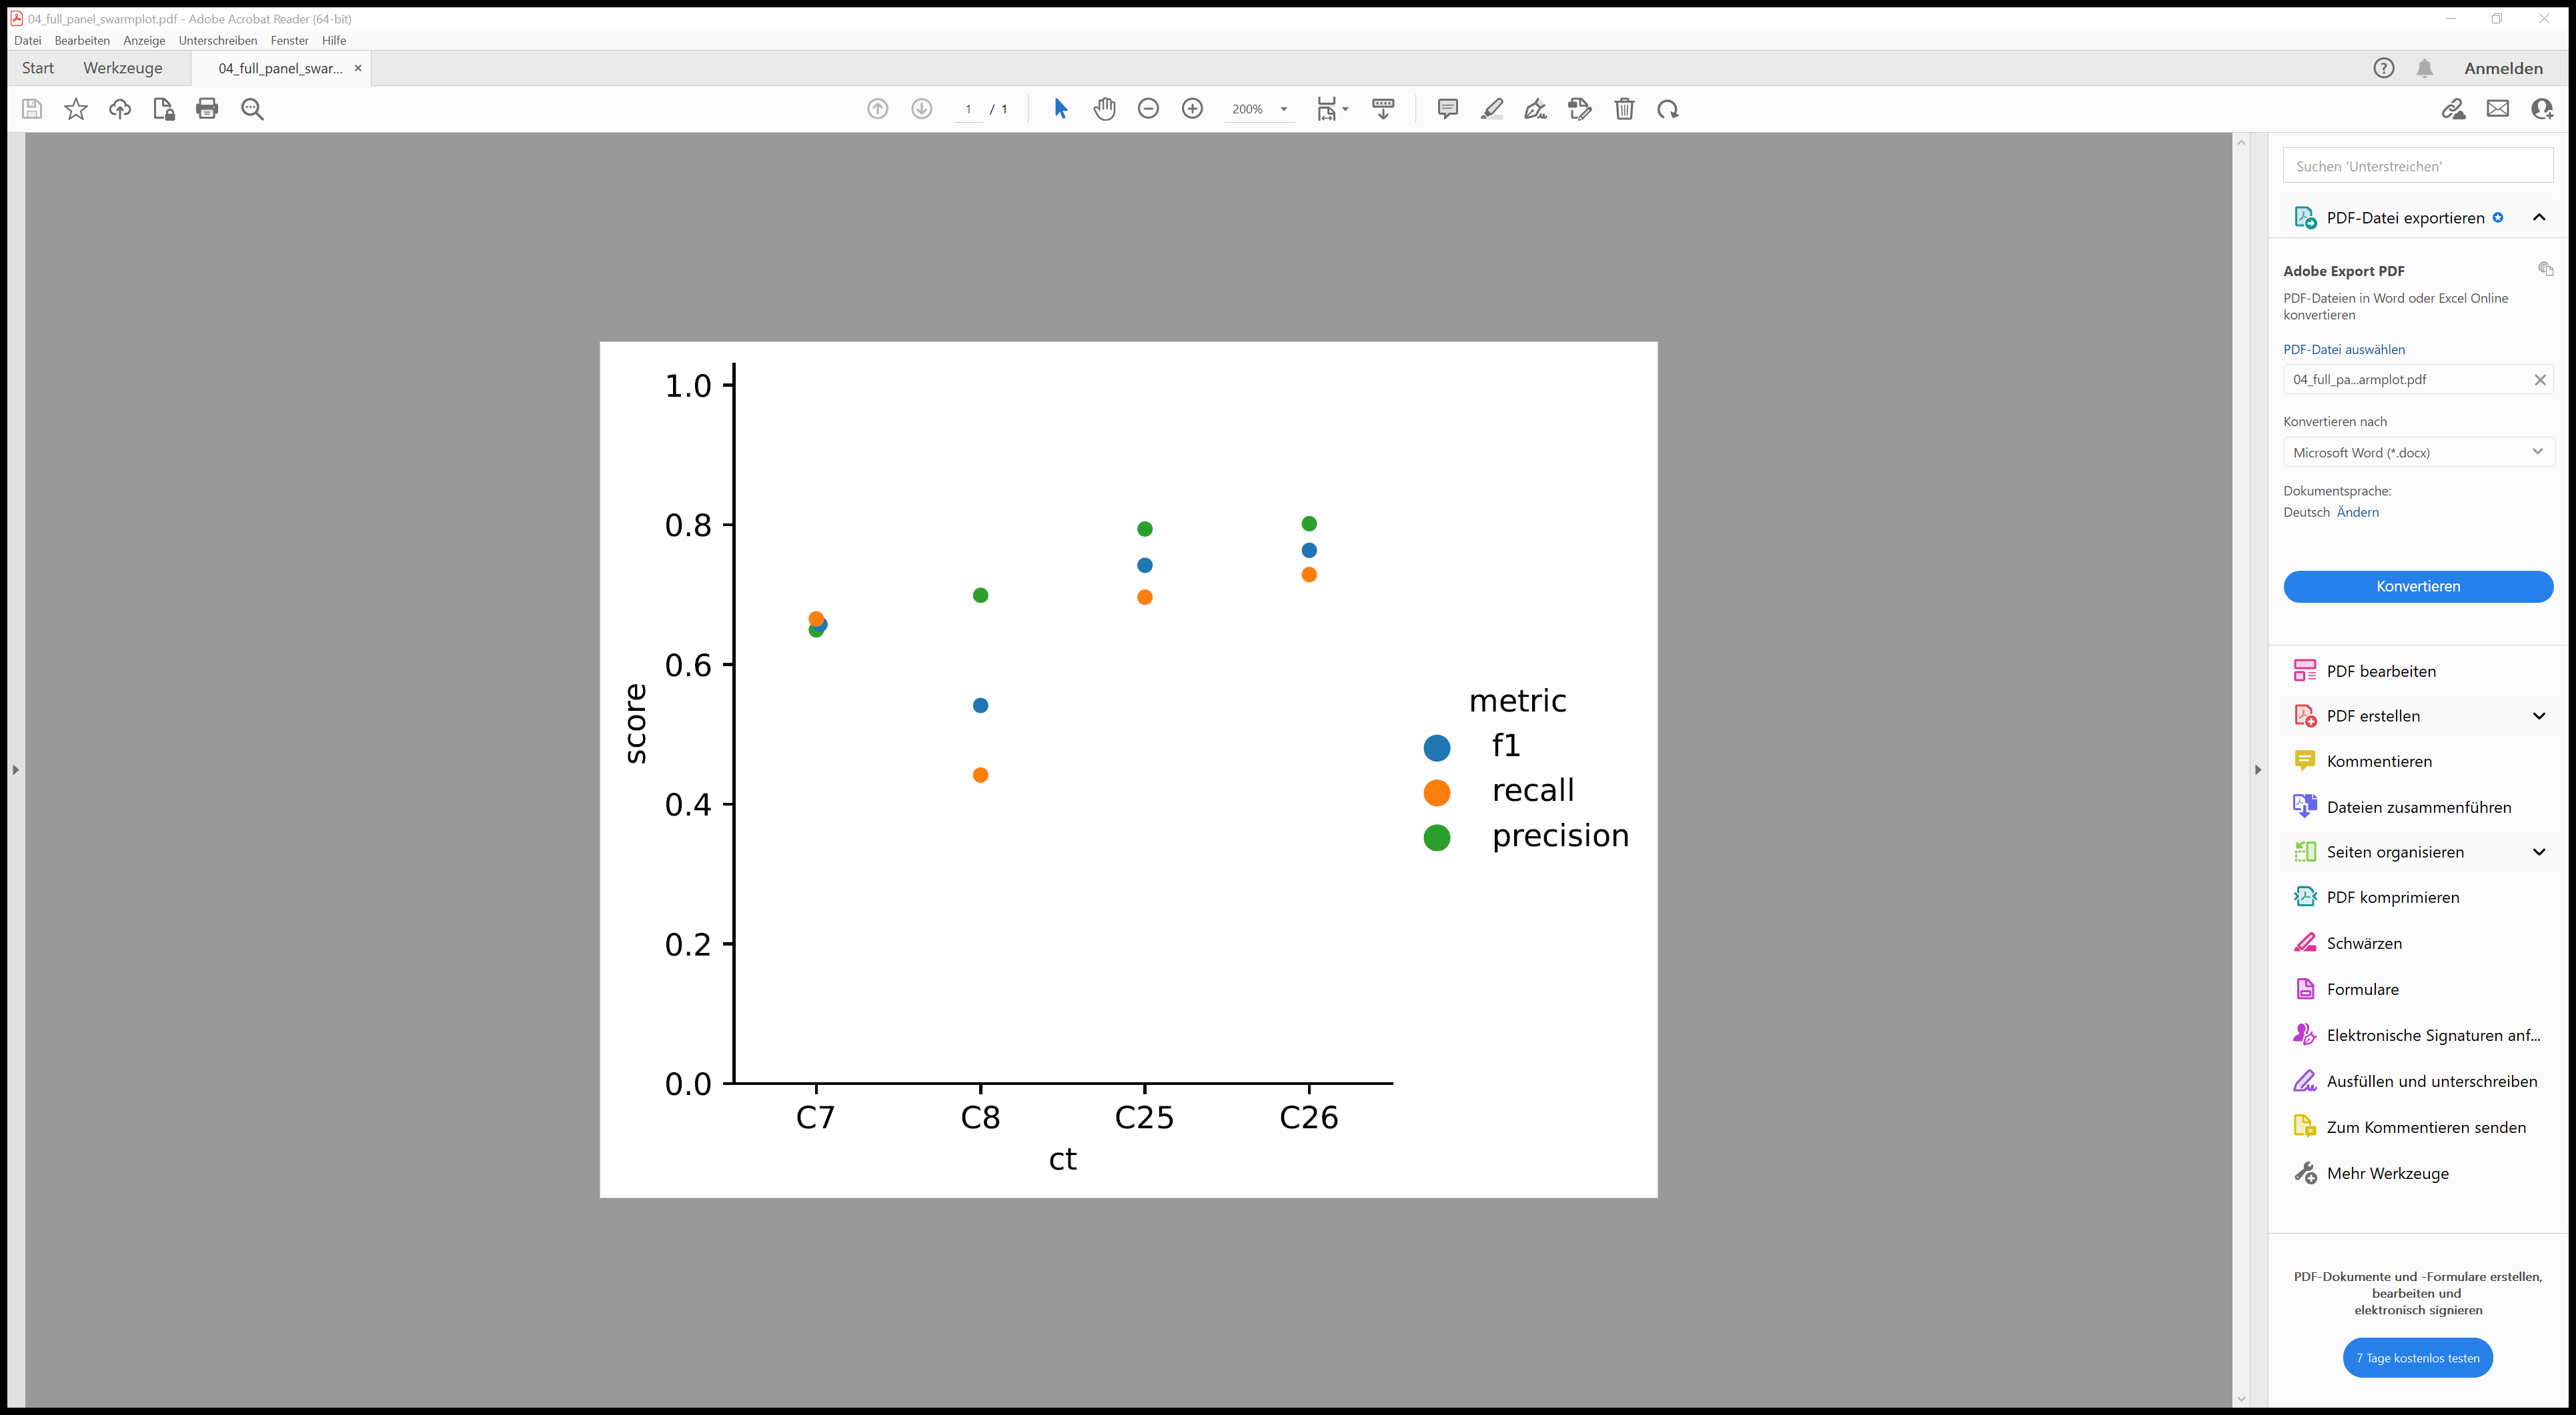 04_full_panel_swarmplot.pdf - Adobe Acrobat Reader (64-bit)
Datei Bearbeiten Anzeige Unterschreiben Fenster Hilfe
Start Werkzeuge 04_full_panel_swar... Anmelden
1 / 1 200%
Suchen 'Unterstreichen'
PDF-Datei exportieren
Adobe Export PDF
PDF-Dateien in Word oder Excel Online
konvertieren
PDF-Datei auswählen
04_full_pa...armplot.pdf
Konvertieren nach
Microsoft Word (*.docx)
Dokumentsprache:
Deutsch Ändern
Konvertieren
PDF bearbeiten
PDF erstellen
Kommentieren
Dateien zusammenführen
Seiten organisieren
PDF komprimieren
Schwärzen
Formulare
Elektronische Signaturen anf...
Ausfüllen und unterschreiben
Zum Kommentieren senden
Mehr Werkzeuge
PDF-Dokumente und -Formulare erstellen,
bearbeiten und
elektronisch signieren
7 Tage kostenlos testen
1.0
0.8
0.6
0.4
0.2
0.0
score
C7 C8 C25 C26
ct
metric
f1
recall
precision